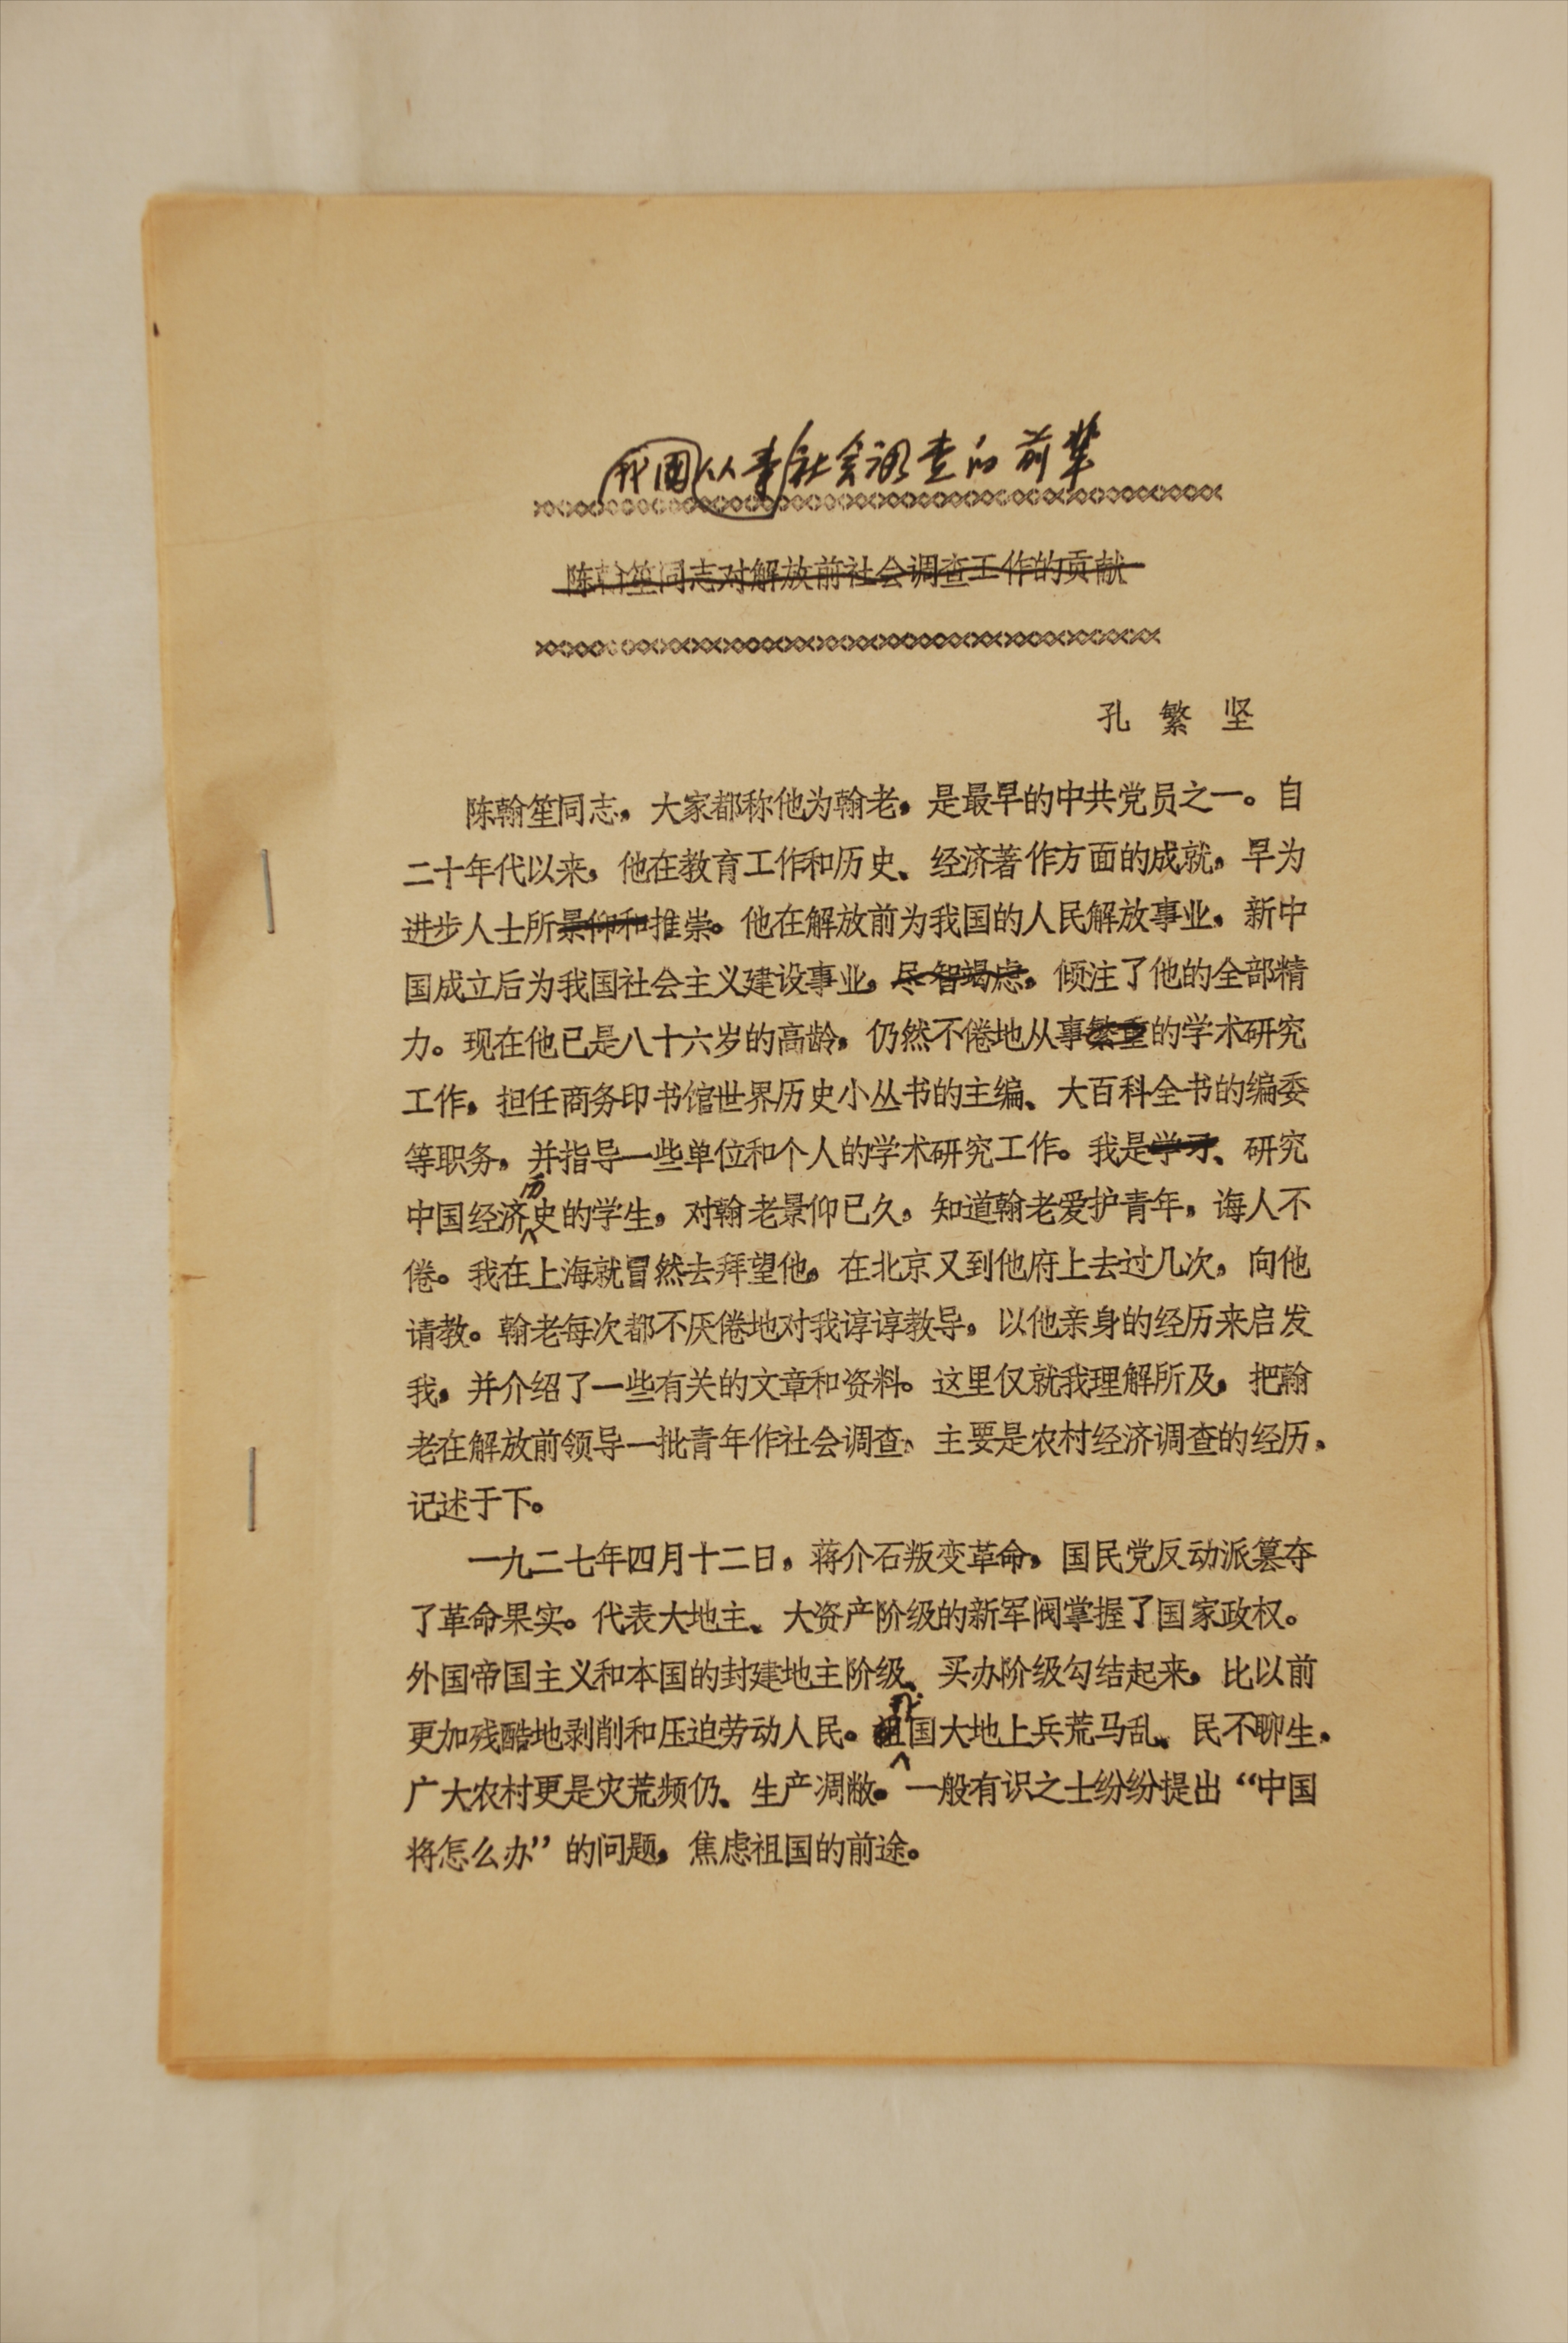 我国从事社会调查的前辈
陈翰笙同志对解放前社会调查工作的贡献
孔 繁 坚
陈翰笙同志，大家都称他为翰老，是最早的中共党员之一。自
二十年代以来，他在教育工作和历史、经济著作方面的成就，早为
进步人士所景仰和推崇。他在解放前为我国的人民解放事业，新中
国成立后为我国社会主义建设事业，尽智竭虑，倾注了他的全部精
力。现在他已是八十六岁的高龄，仍然不倦地从事繁重的学术研究
工作，担任商务印书馆世界历史小丛书的主编、大百科全书的编委
等职务，并指导一些单位和个人的学术研究工作。我是学习、研究
中国经济历史的学生，对翰老景仰已久，知道翰老爱护青年，诲人不
倦。我在上海就冒然去拜望他，在北京又到他府上去过几次，向他
请教。翰老每次都不厌倦地对我谆谆教导，以他亲身的经历来启发
我，并介绍了一些有关的文章和资料。这里仅就我理解所及，把翰
老在解放前领导一批青年作社会调查、主要是农村经济调查的经历，
记述于下。
一九二七年四月十二日，蒋介石叛变革命，国民党反动派篡夺
了革命果实。代表大地主、大资产阶级的新军阀掌握了国家政权。
外国帝国主义和本国的封建地主阶级、买办阶级勾结起来，比以前
更加残酷地剥削和压迫劳动人民。祖国大地上兵荒马乱、民不聊生，
广大农村更是灾荒频仍、生产凋敝。一般有识之士纷纷提出“中国
将怎么办”的问题，焦虑祖国的前途。